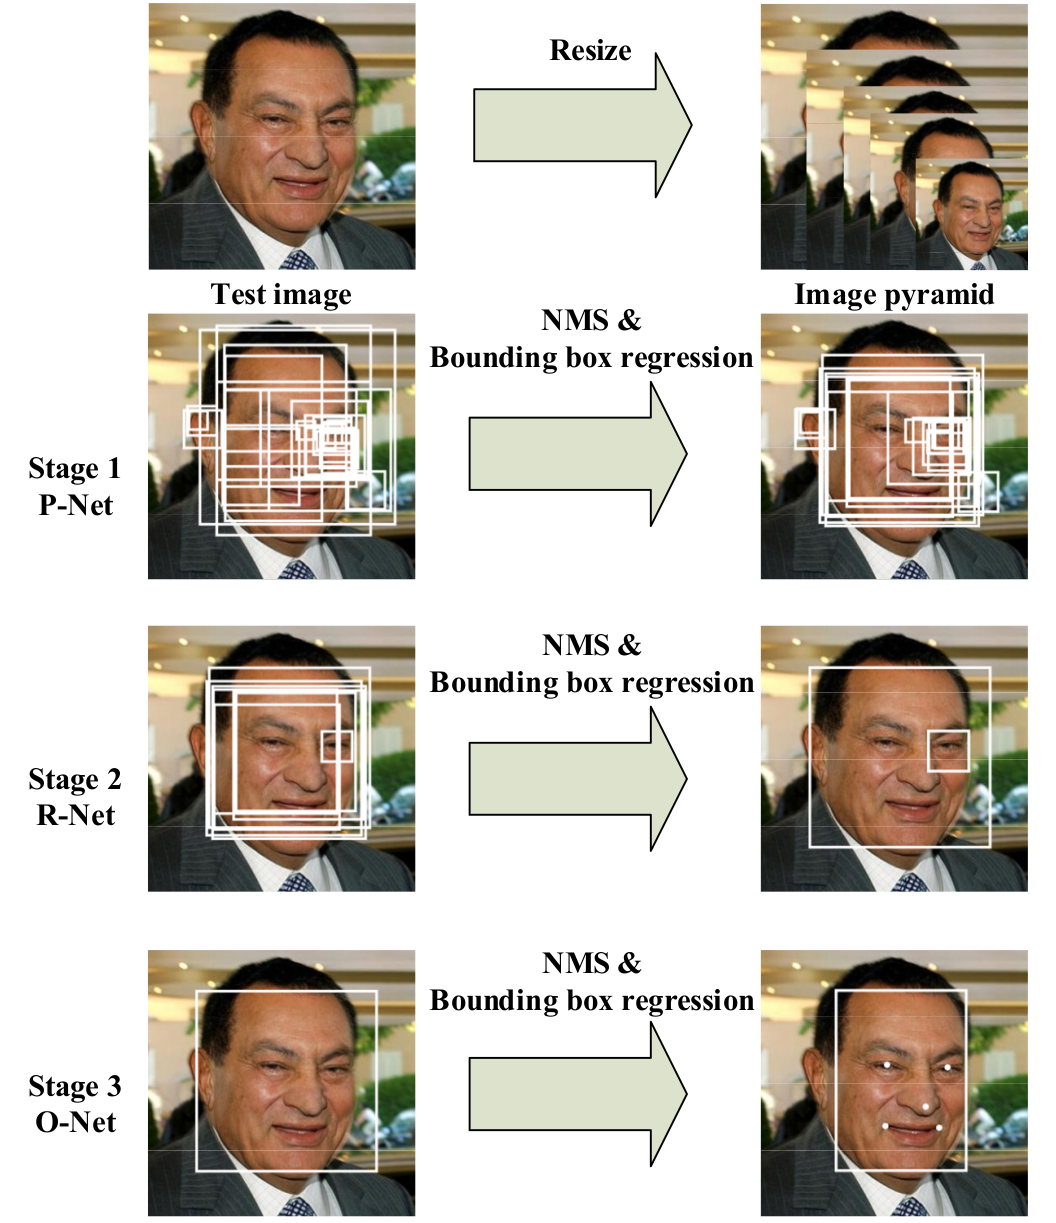 Resize
Test image
Image pyramid
NMS &
Bounding box regression
Stage 1
P-Net
NMS &
Bounding box regression
Stage 2
R-Net
NMS &
Bounding box regression
Stage 3
O-Net